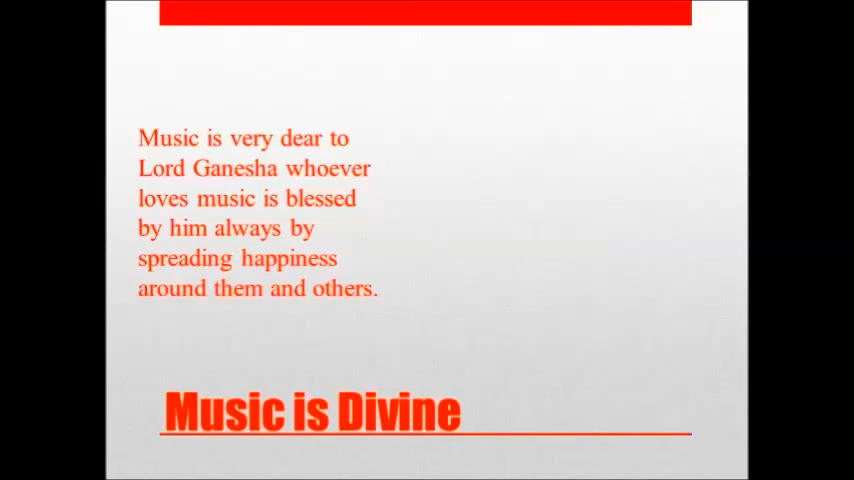 Music is very dear to
Lord Ganesha whoever
loves music is blessed
by him always by
spreading happiness
around them and others.
Music is Divine